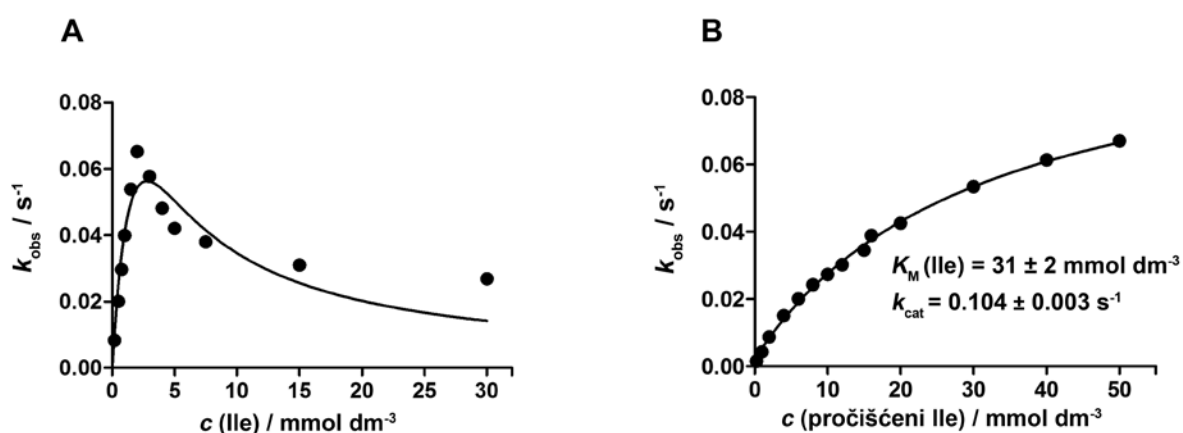 A
0.08
0.06
0.04
0.02
0.00
k_obs / s⁻¹
0 5 10 15 20 25 30
c (Ile) / mmol dm⁻³
B
0.08
0.06
0.04
0.02
0.00
k_obs / s⁻¹
K_M (Ile) = 31 ± 2 mmol dm⁻³
k_cat = 0.104 ± 0.003 s⁻¹
0 10 20 30 40 50
c (pročišćeni Ile) / mmol dm⁻³